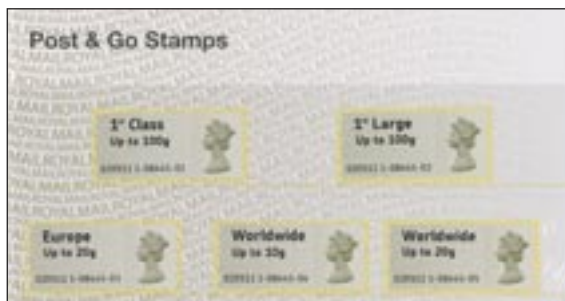 Post & Go Stamps
1st Class
Up to 100g
1st Large
Up to 100g
Europe
Up to 20g
Worldwide
Up to 10g
Worldwide
Up to 20g